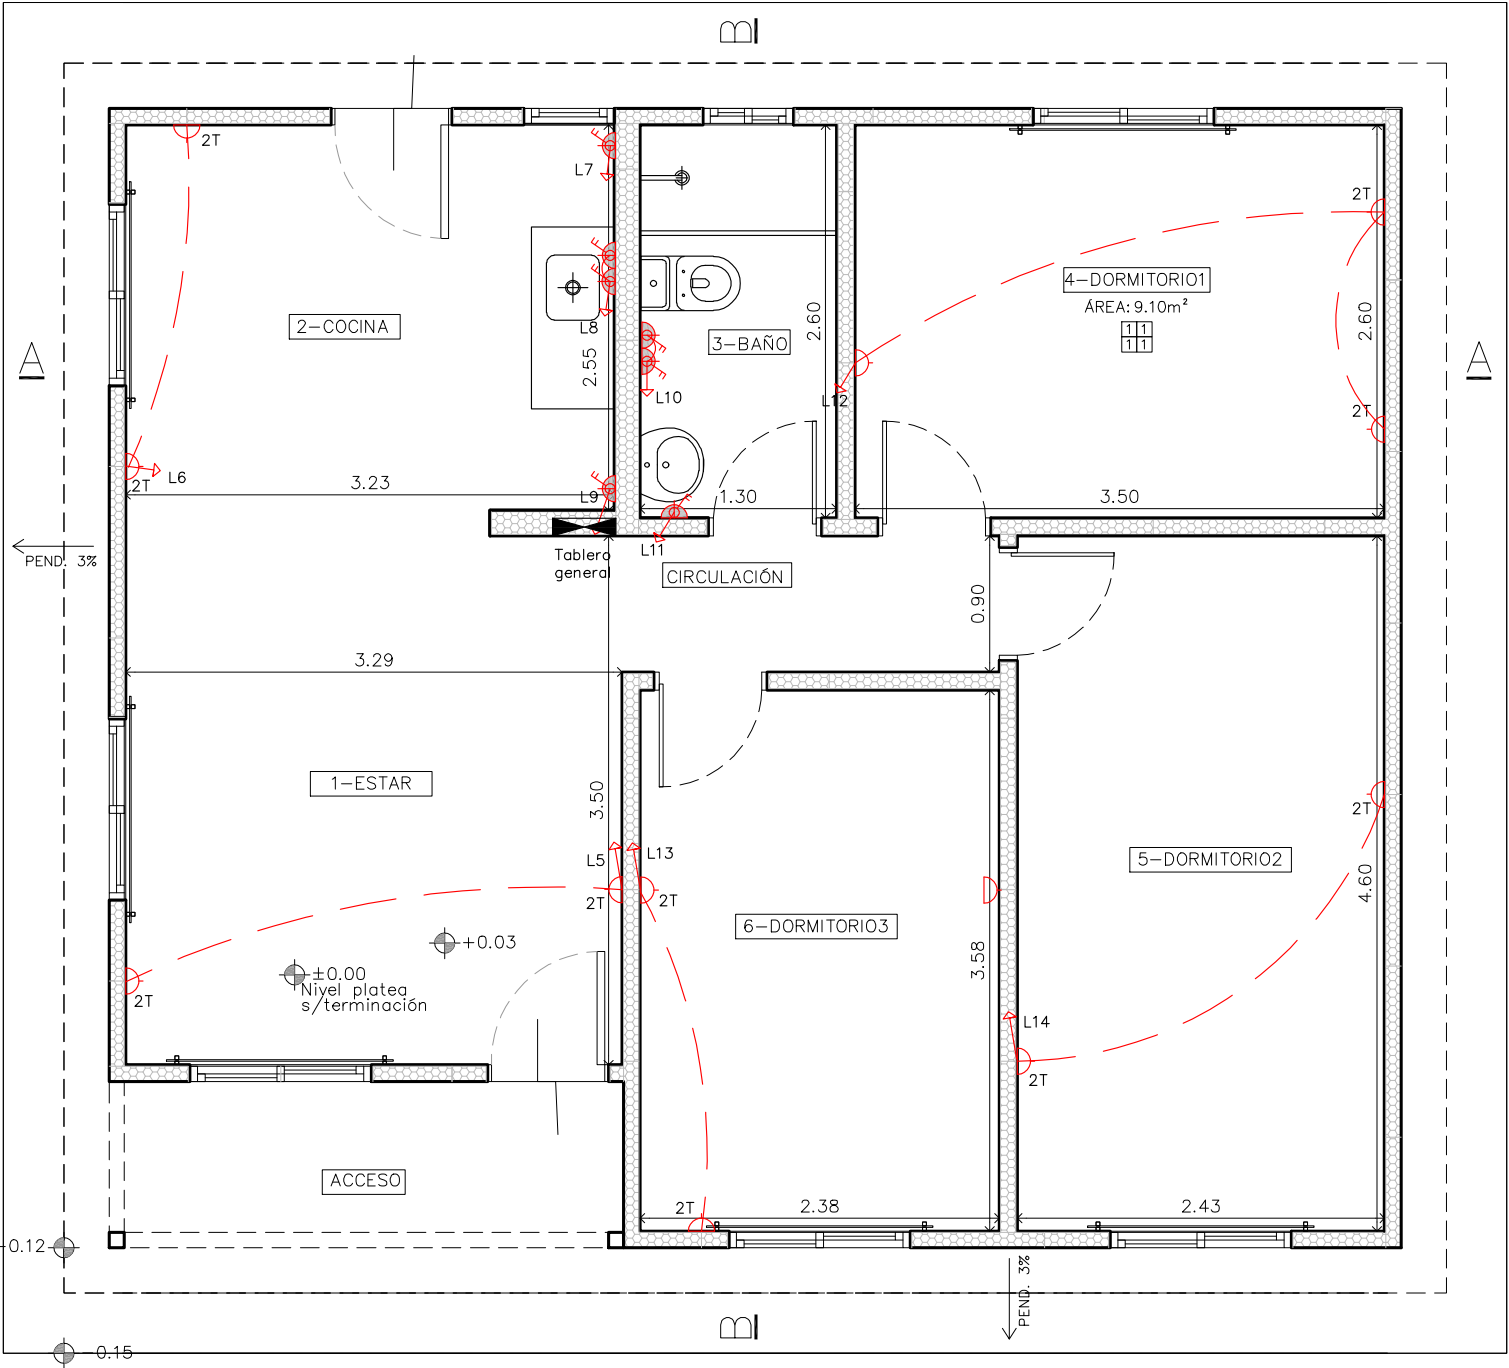 B
2T
L7
2T
4-DORMITORIO1
ÁREA: 9.10m²
1 1
1 1
2-COCINA
L8
3-BAÑO
2.60
2.60
A
2.55
A
L10
L12
2T
L6
2T
3.23
L9
1.30
3.50
PEND. 3%
Tablero
general
L11
CIRCULACIÓN
0.90
3.29
1-ESTAR
3.50
2T
L5
L13
5-DORMITORIO2
2T
2T
4.60
6-DORMITORIO3
+0.03
3.58
±0.00
Nivel platea
s/terminación
2T
L14
2T
ACCESO
2T
2.38
2.43
-0.12
PEND. 3%
B
-0.15